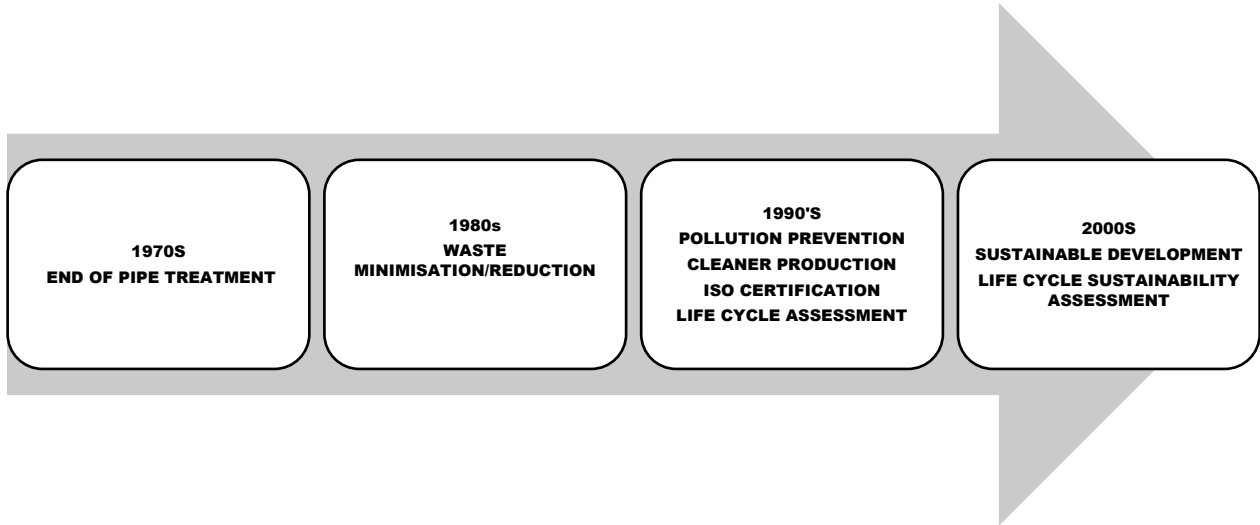 1970S
END OF PIPE TREATMENT
1980s
WASTE
MINIMISATION/REDUCTION
1990'S
POLLUTION PREVENTION
CLEANER PRODUCTION
ISO CERTIFICATION
LIFE CYCLE ASSESSMENT
2000S
SUSTAINABLE DEVELOPMENT
LIFE CYCLE SUSTAINABILITY
ASSESSMENT